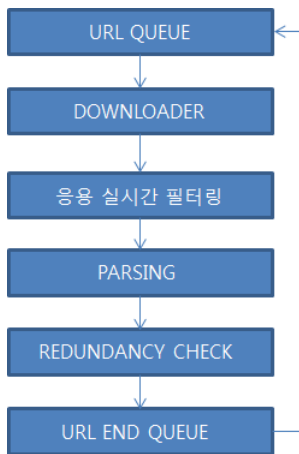 URL QUEUE
DOWNLOADER
응용 실시간 필터링
PARSING
REDUNDANCY CHECK
URL END QUEUE